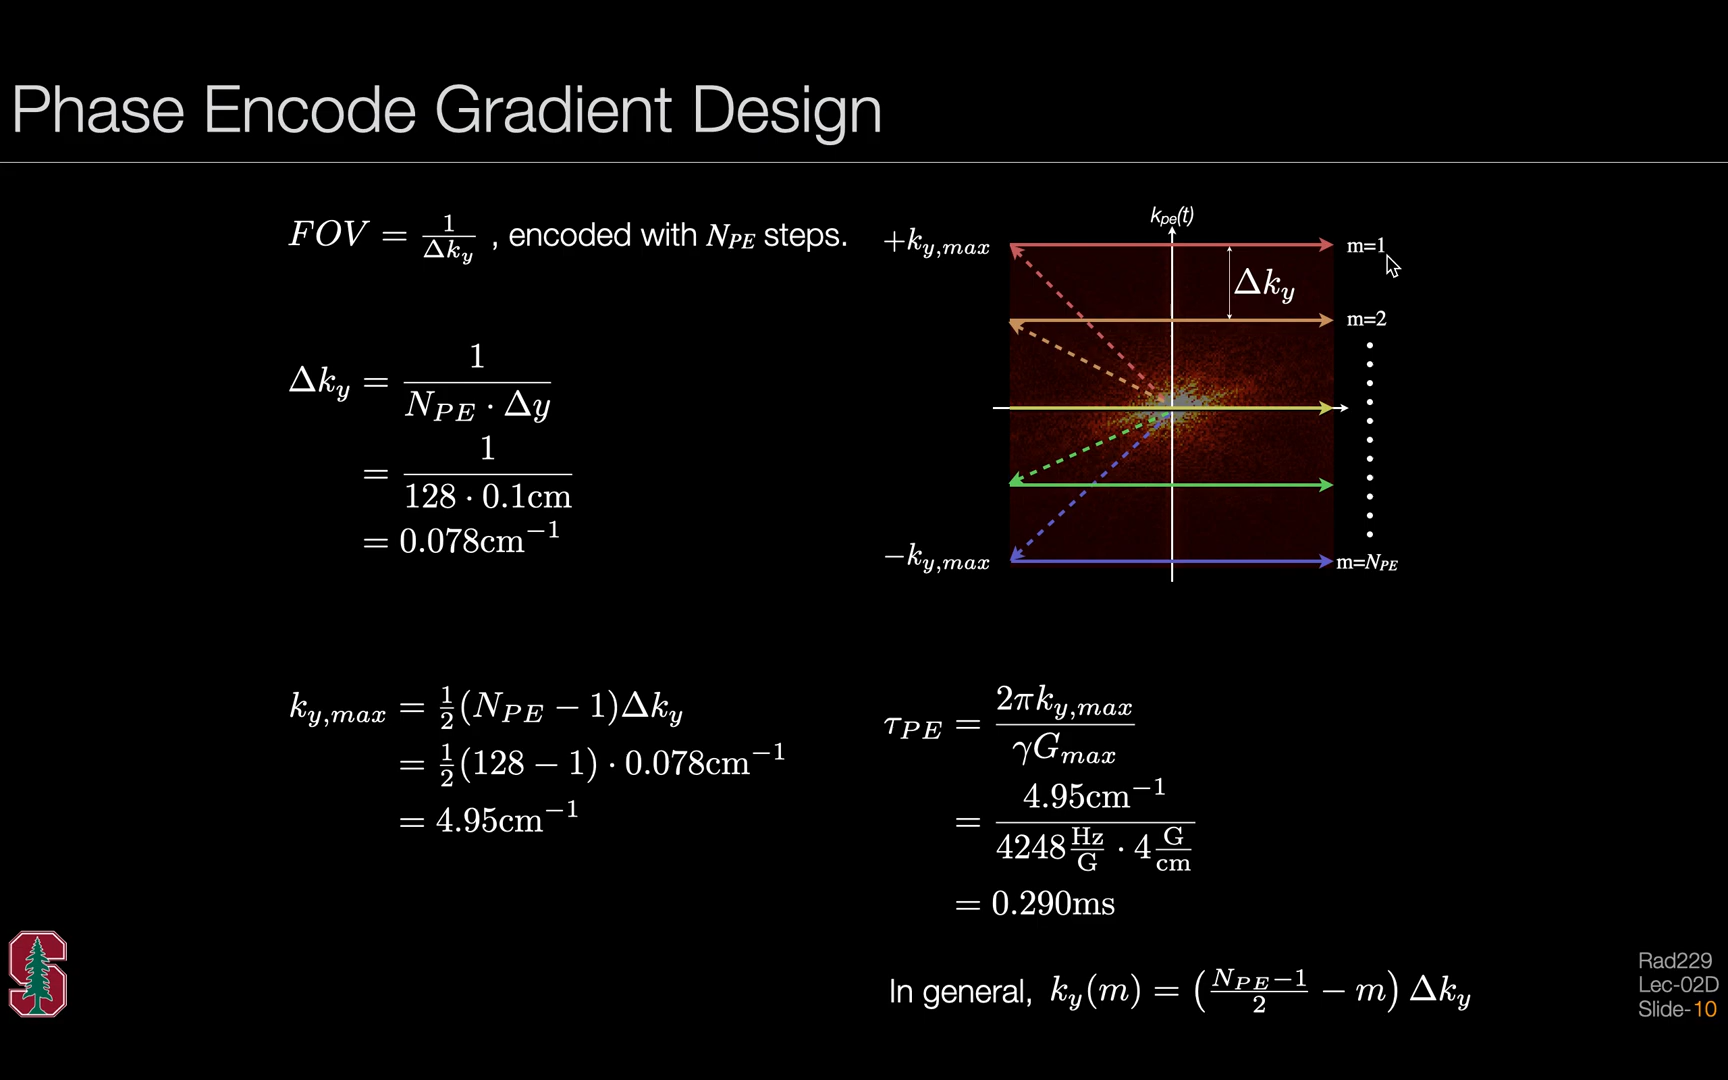 Phase Encode Gradient Design
FOV = 1/Δk_y , encoded with N_PE steps.
Δk_y = 1/(N_PE · Δy)
= 1/(128 · 0.1cm)
= 0.078cm⁻¹
k_pe(t)
+k_y,max
m=1
Δk_y
m=2
−k_y,max
m=N_PE
k_y,max = ½(N_PE − 1)Δk_y
= ½(128 − 1) · 0.078cm⁻¹
= 4.95cm⁻¹
τ_PE = 2πk_y,max/(γG_max)
= 4.95cm⁻¹/(4248 Hz/G · 4 G/cm)
= 0.290ms
In general, k_y(m) = ((N_PE−1)/2 − m) Δk_y
S
Rad229
Lec-02D
Slide-10